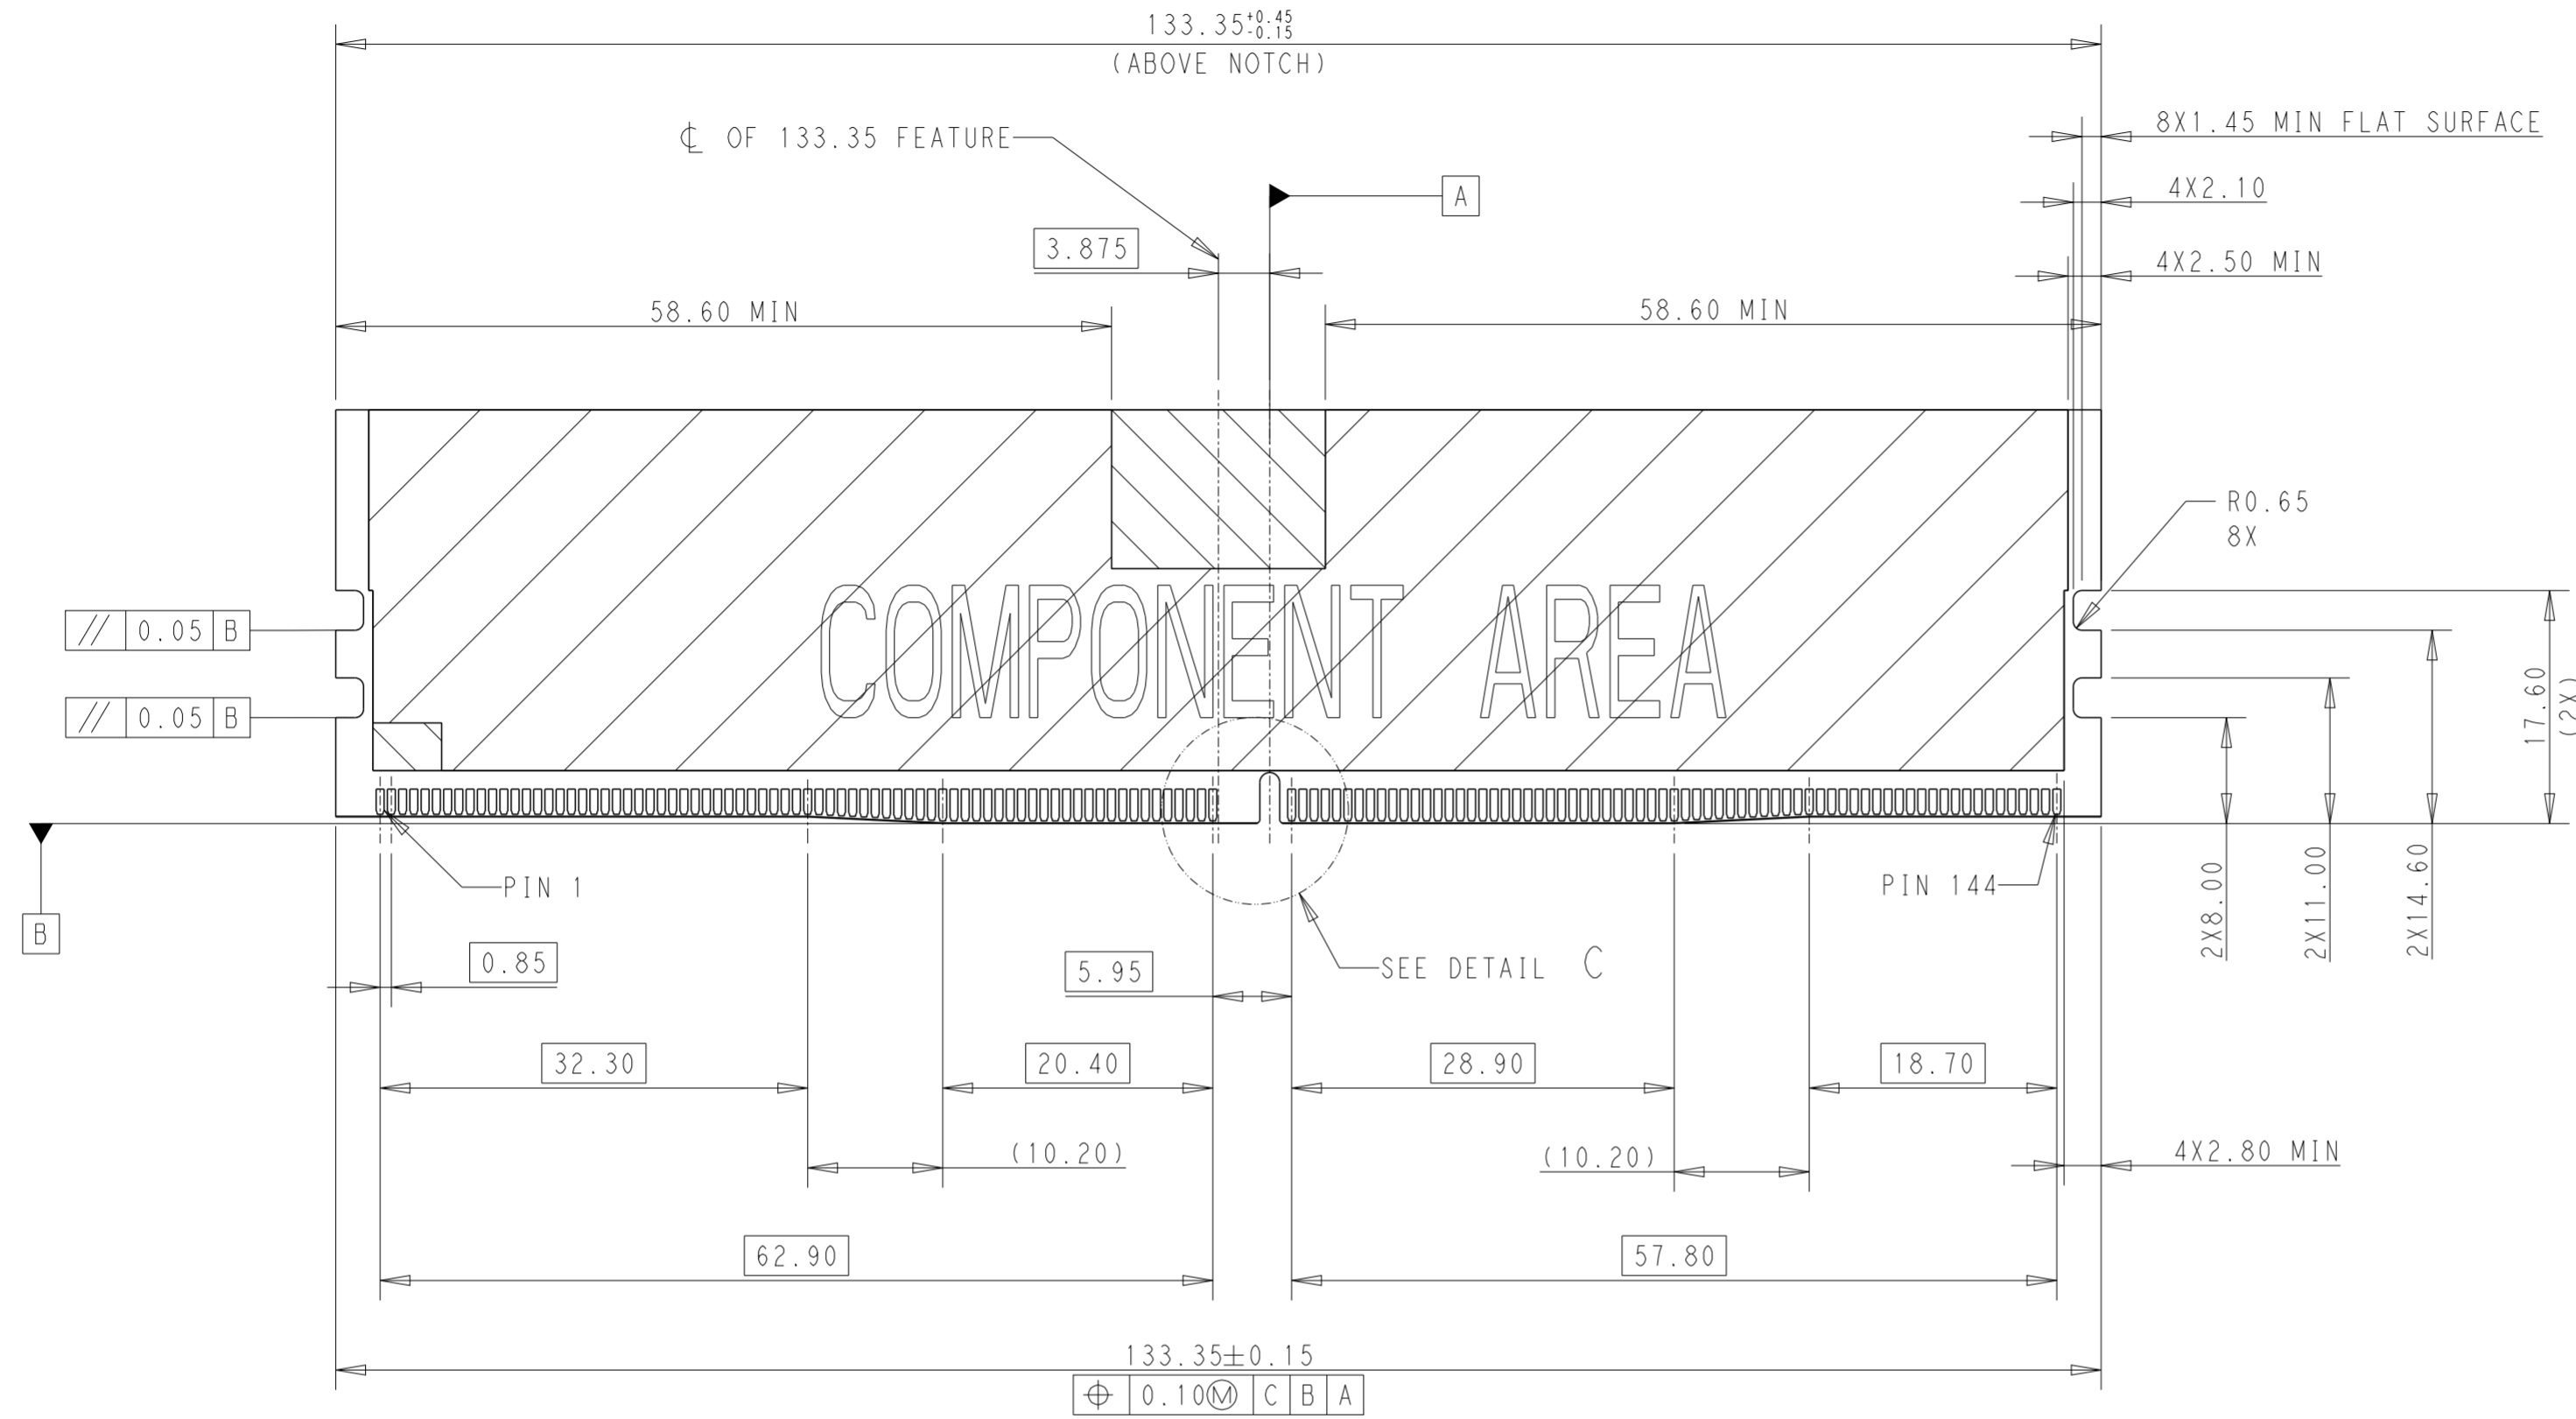 133.35+0.45-0.15
(ABOVE NOTCH)
8X1.45 MIN FLAT SURFACE
℄ OF 133.35 FEATURE
4X2.10
A
3.875
4X2.50 MIN
58.60 MIN
58.60 MIN
R0.65
8X
COMPONENT AREA
// 0.05 B
// 0.05 B
17.60
(2X)
PIN 1
PIN 144
2X8.00
2X11.00
2X14.60
B
0.85
5.95
SEE DETAIL C
32.30
20.40
28.90
18.70
(10.20)
(10.20)
4X2.80 MIN
62.90
57.80
133.35±0.15
⌖ 0.10Ⓜ C B A